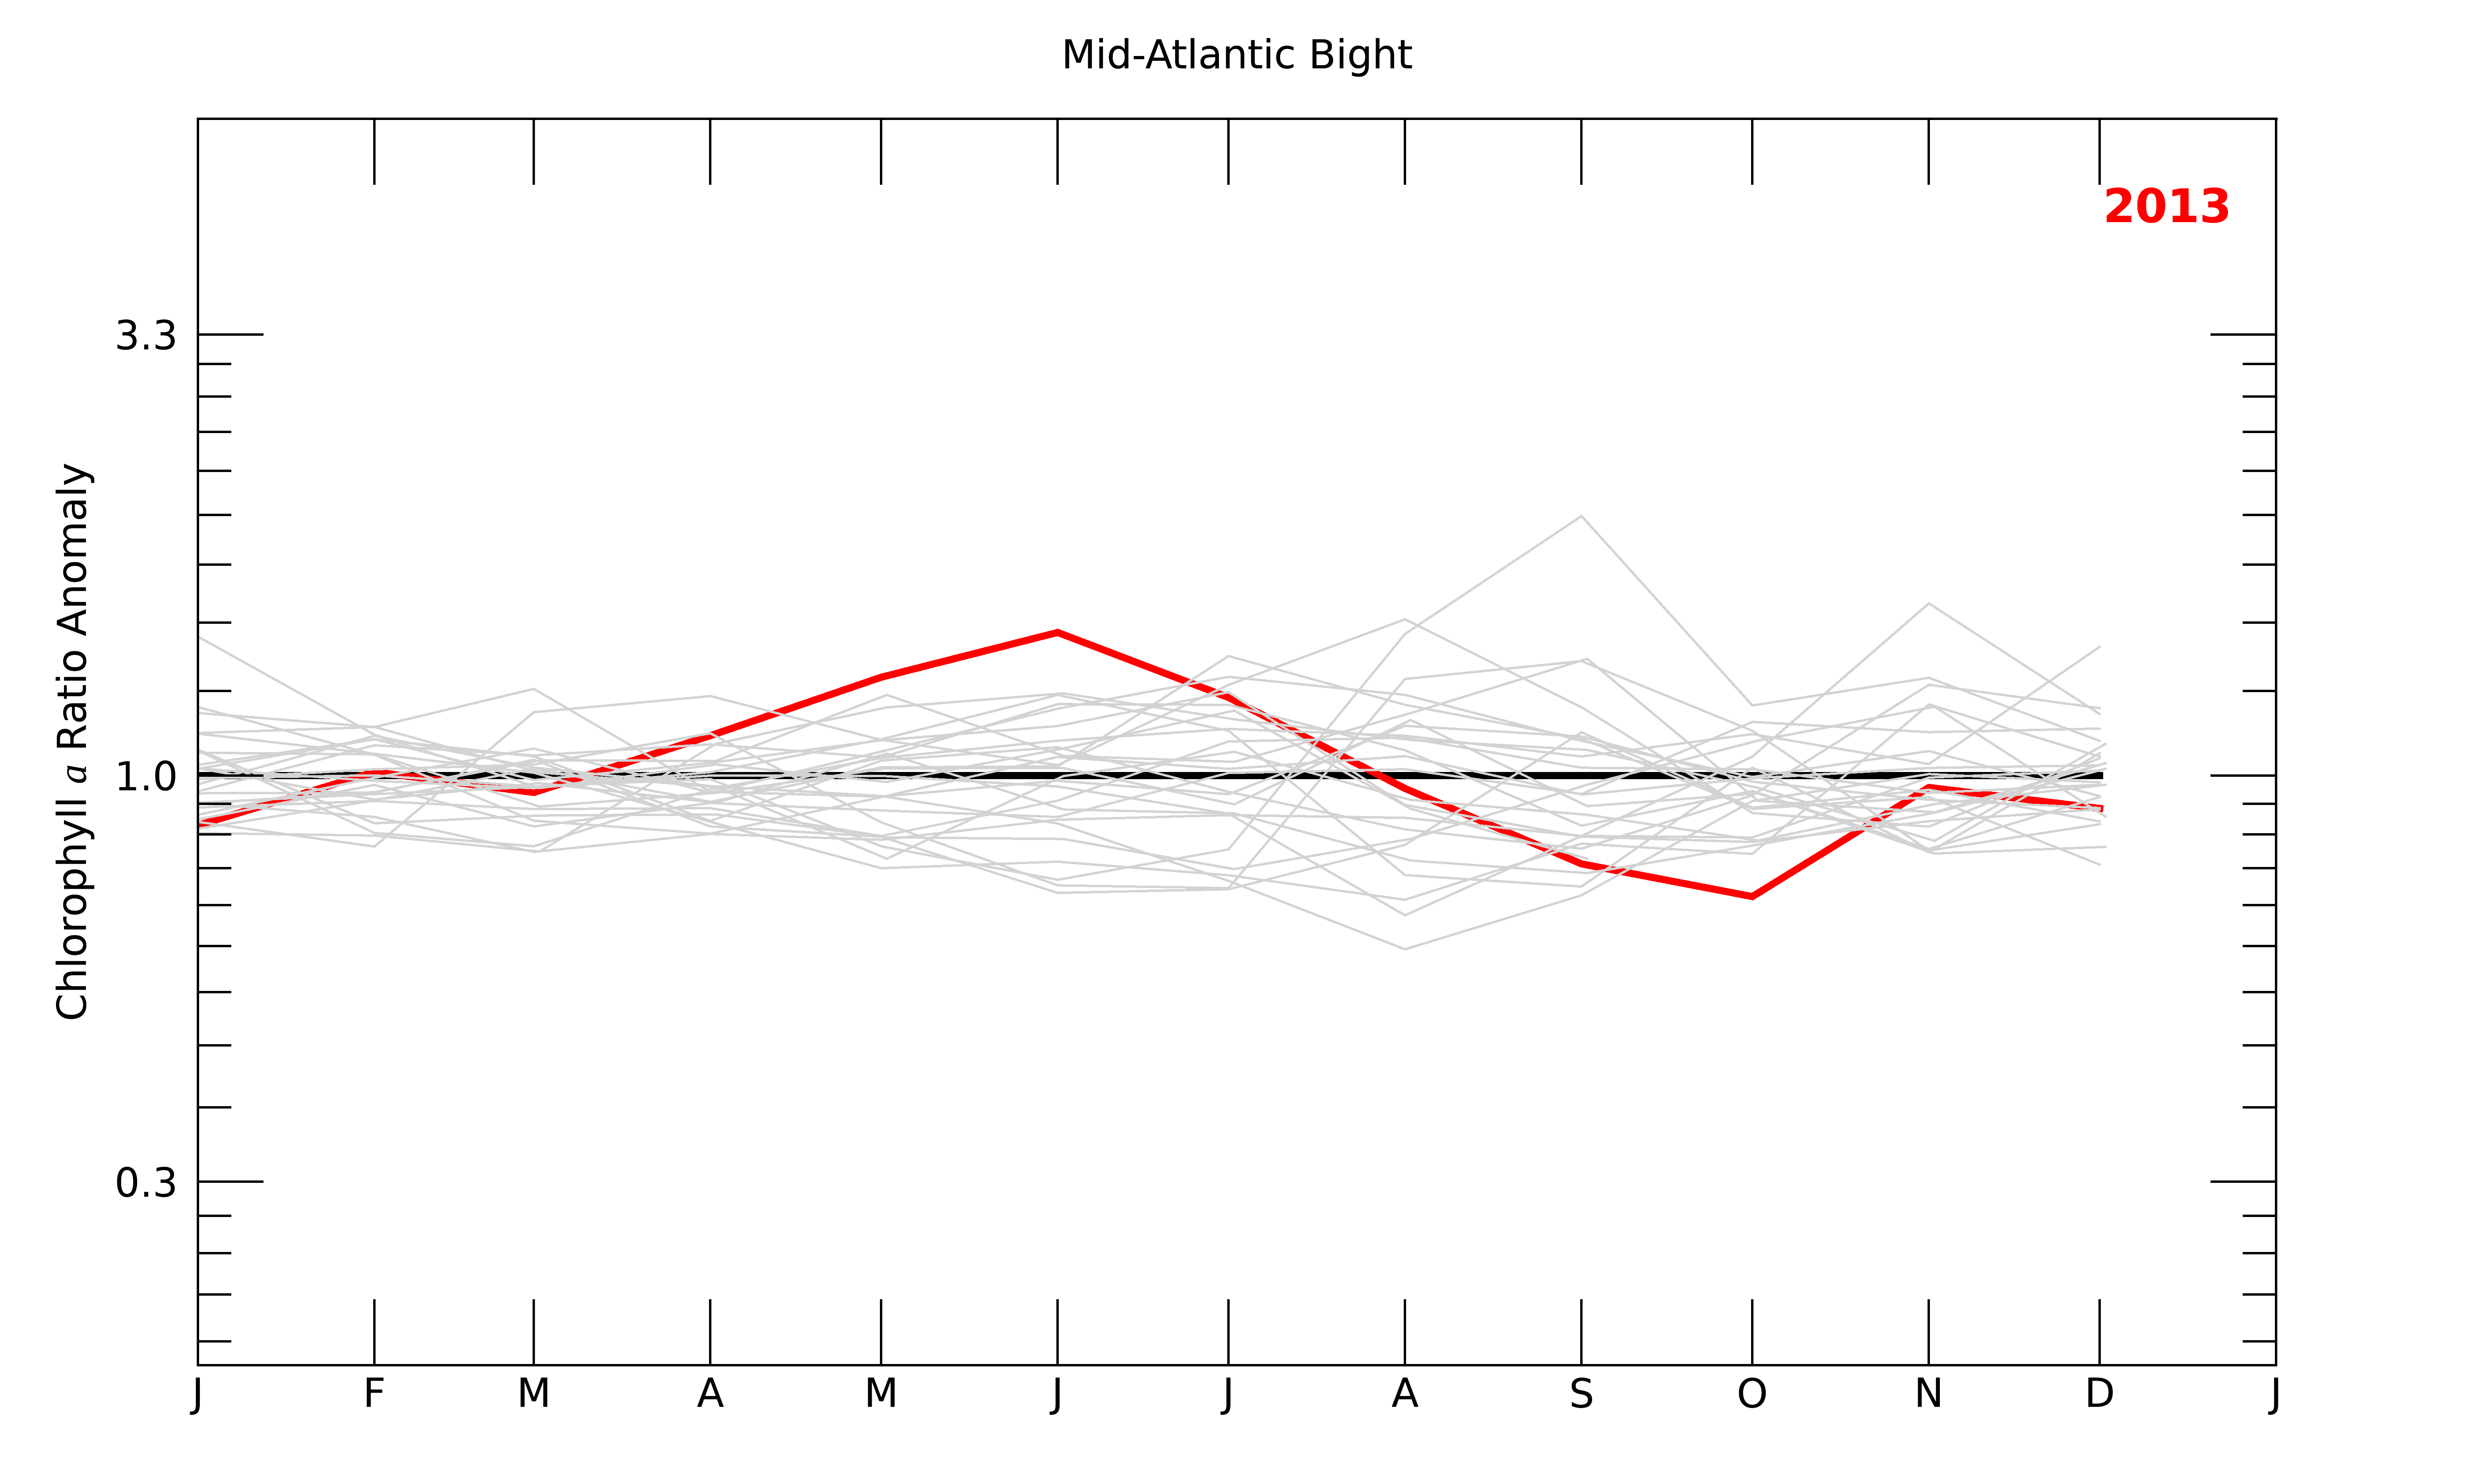 Mid-Atlantic Bight
2013
3.3
1.0
0.3
Chlorophyll a Ratio Anomaly
J F M A M J J A S O N D J